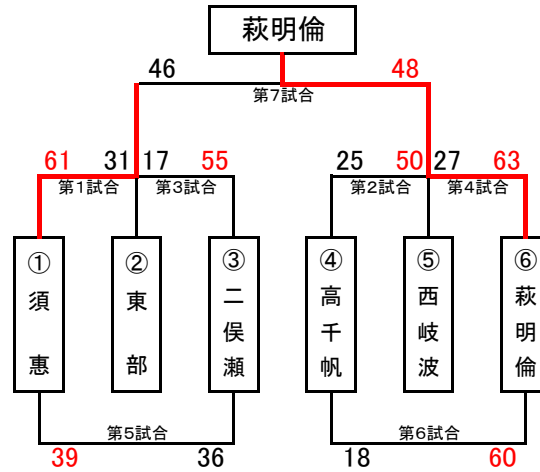 萩明倫
46 48
第7試合
61 31 17 55 25 50 27 63
第1試合 第3試合 第2試合 第4試合
① 須恵
② 東部
③ 二俣瀬
④ 高千帆
⑤ 西岐波
⑥ 萩明倫
第5試合 第6試合
39 36 18 60